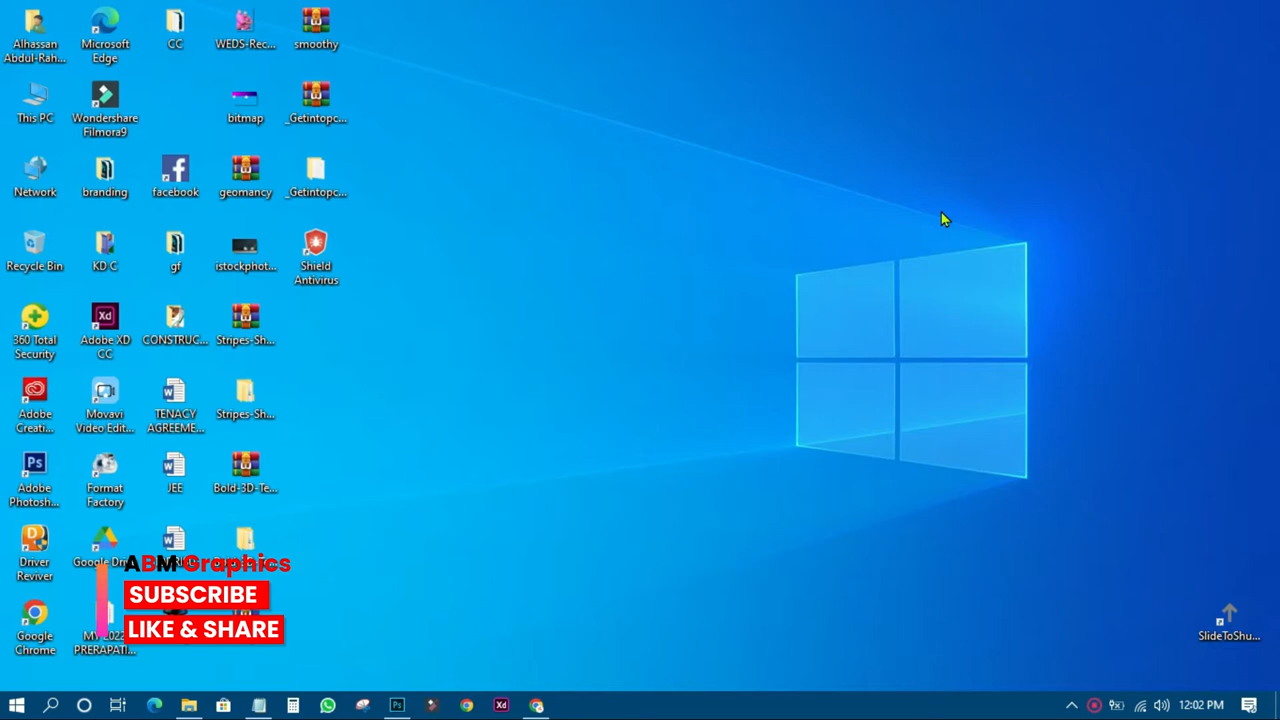 Alhassan
Abdul-Rah...
Microsoft
Edge
CC
WEDS-Rec...
smoothy
This PC
Wondershare
Filmora9
bitmap
_Getintopc...
Network
branding
facebook
geomancy
_Getintopc...
Recycle Bin
KD C
gf
istockphot...
Shield
Antivirus
360 Total
Security
Adobe XD
CC
CONSTRUC...
Stripes-Sh...
Adobe
Creati...
Movavi
Video Edit...
TENACY
AGREEME...
Stripes-Sh...
Adobe
Photosh...
Format
Factory
JEE
Bold-3D-Te...
Driver
Reviver
Google Dri
ABM Graphics
SUBSCRIBE
LIKE & SHARE
Google
Chrome
MV 2022
PRERAPATI...
SlideToShu...
12:02 PM